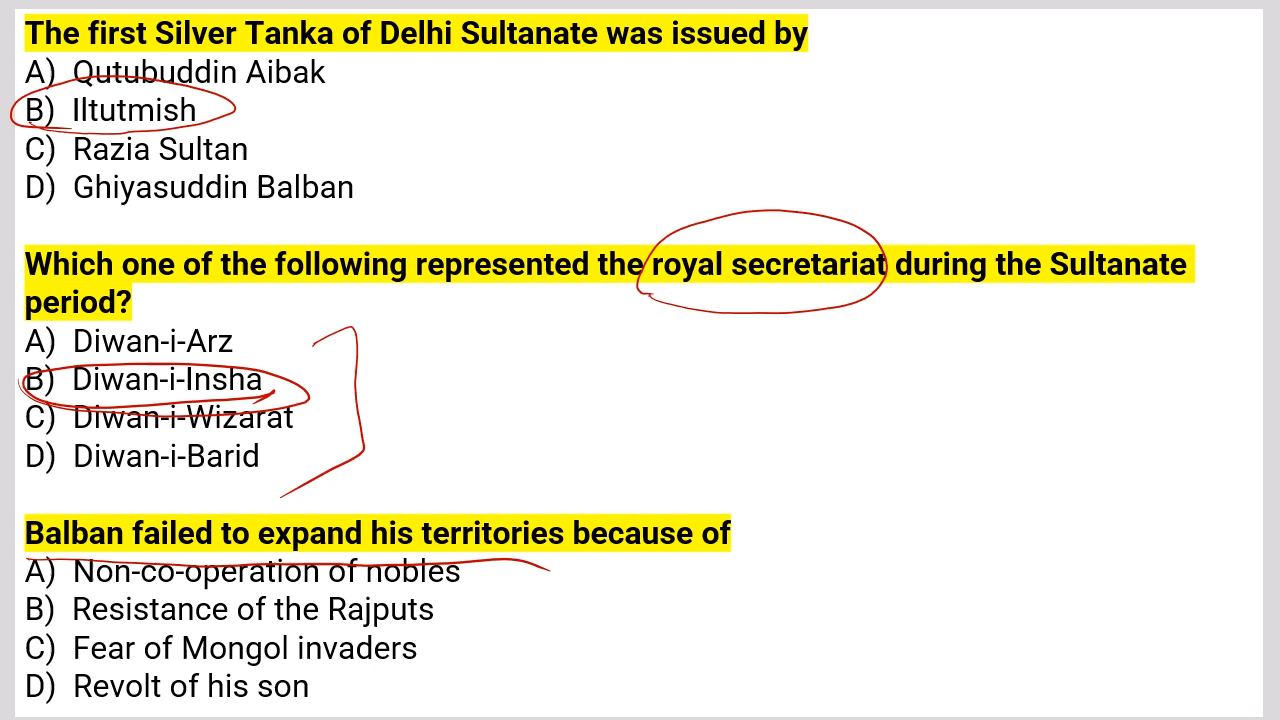 The first Silver Tanka of Delhi Sultanate was issued by
A) Qutubuddin Aibak
B) Iltutmish
C) Razia Sultan
D) Ghiyasuddin Balban
Which one of the following represented the royal secretariat during the Sultanate
period?
A) Diwan-i-Arz
B) Diwan-i-Insha
C) Diwan-i-Wizarat
D) Diwan-i-Barid
Balban failed to expand his territories because of
A) Non-co-operation of nobles
B) Resistance of the Rajputs
C) Fear of Mongol invaders
D) Revolt of his son